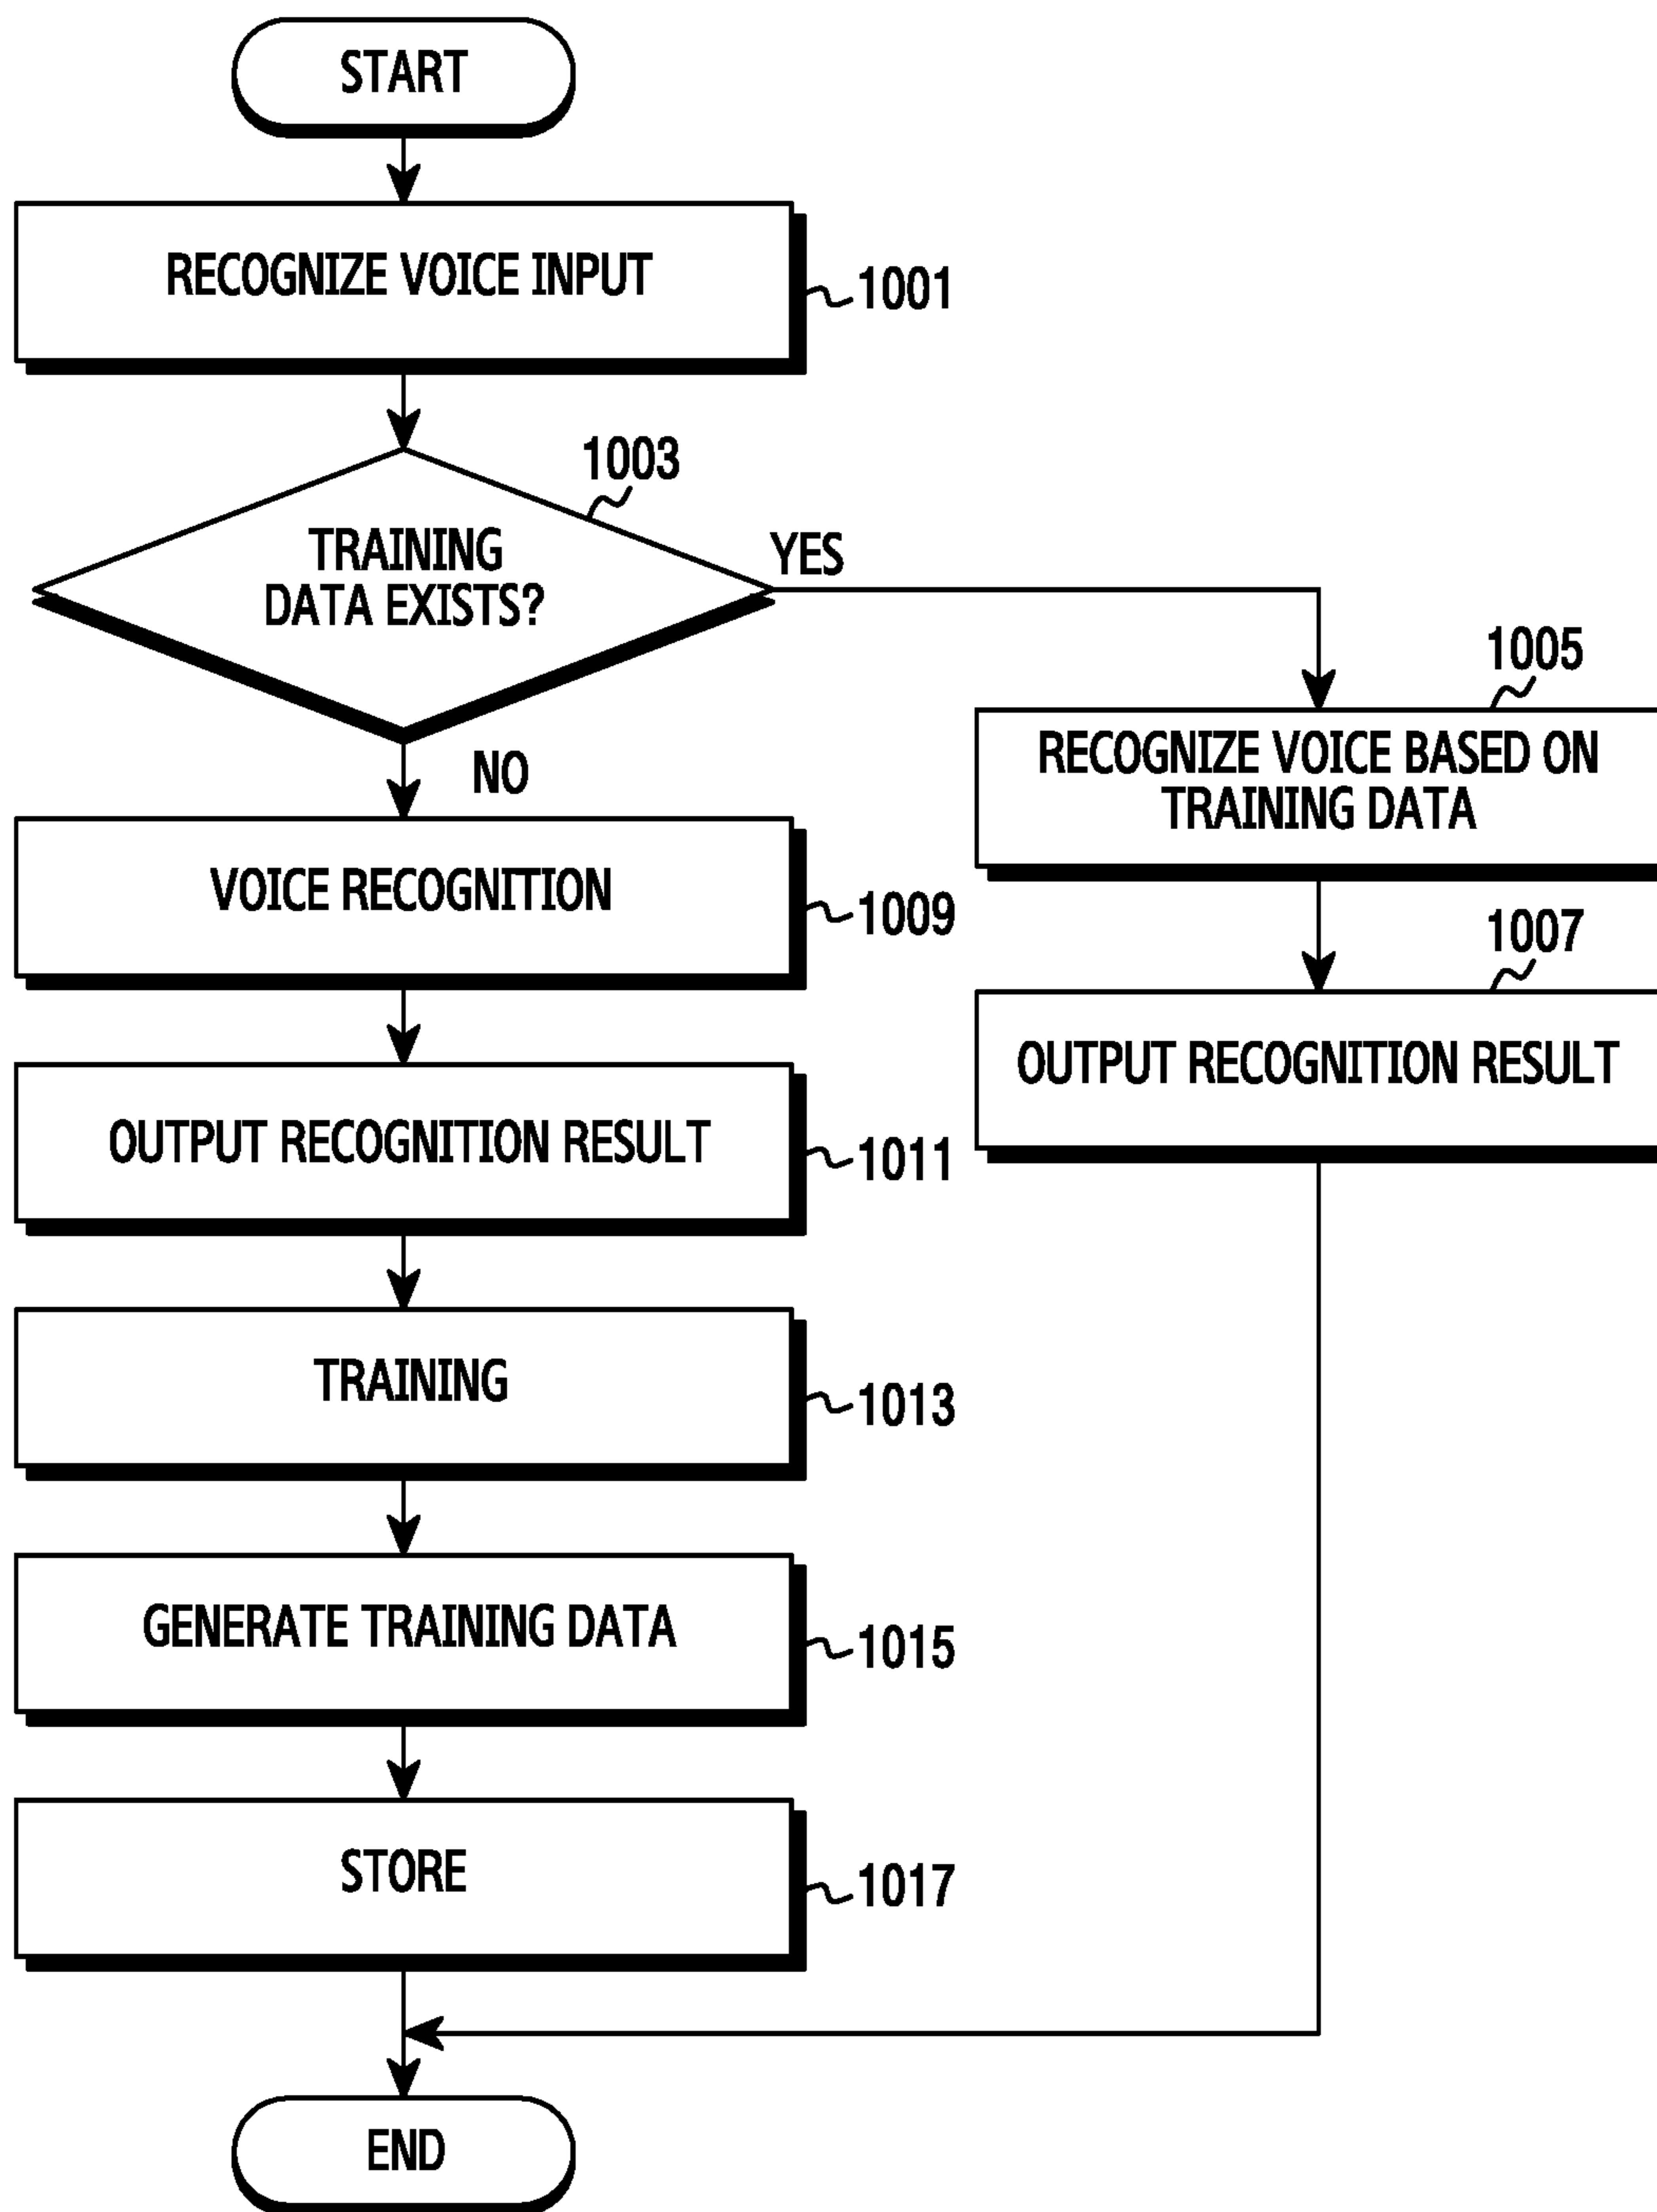 START
RECOGNIZE VOICE INPUT
1001
1003
TRAINING
DATA EXISTS?
YES
NO
1005
RECOGNIZE VOICE BASED ON
TRAINING DATA
VOICE RECOGNITION
1009
1007
OUTPUT RECOGNITION RESULT
OUTPUT RECOGNITION RESULT
1011
TRAINING
1013
GENERATE TRAINING DATA
1015
STORE
1017
END